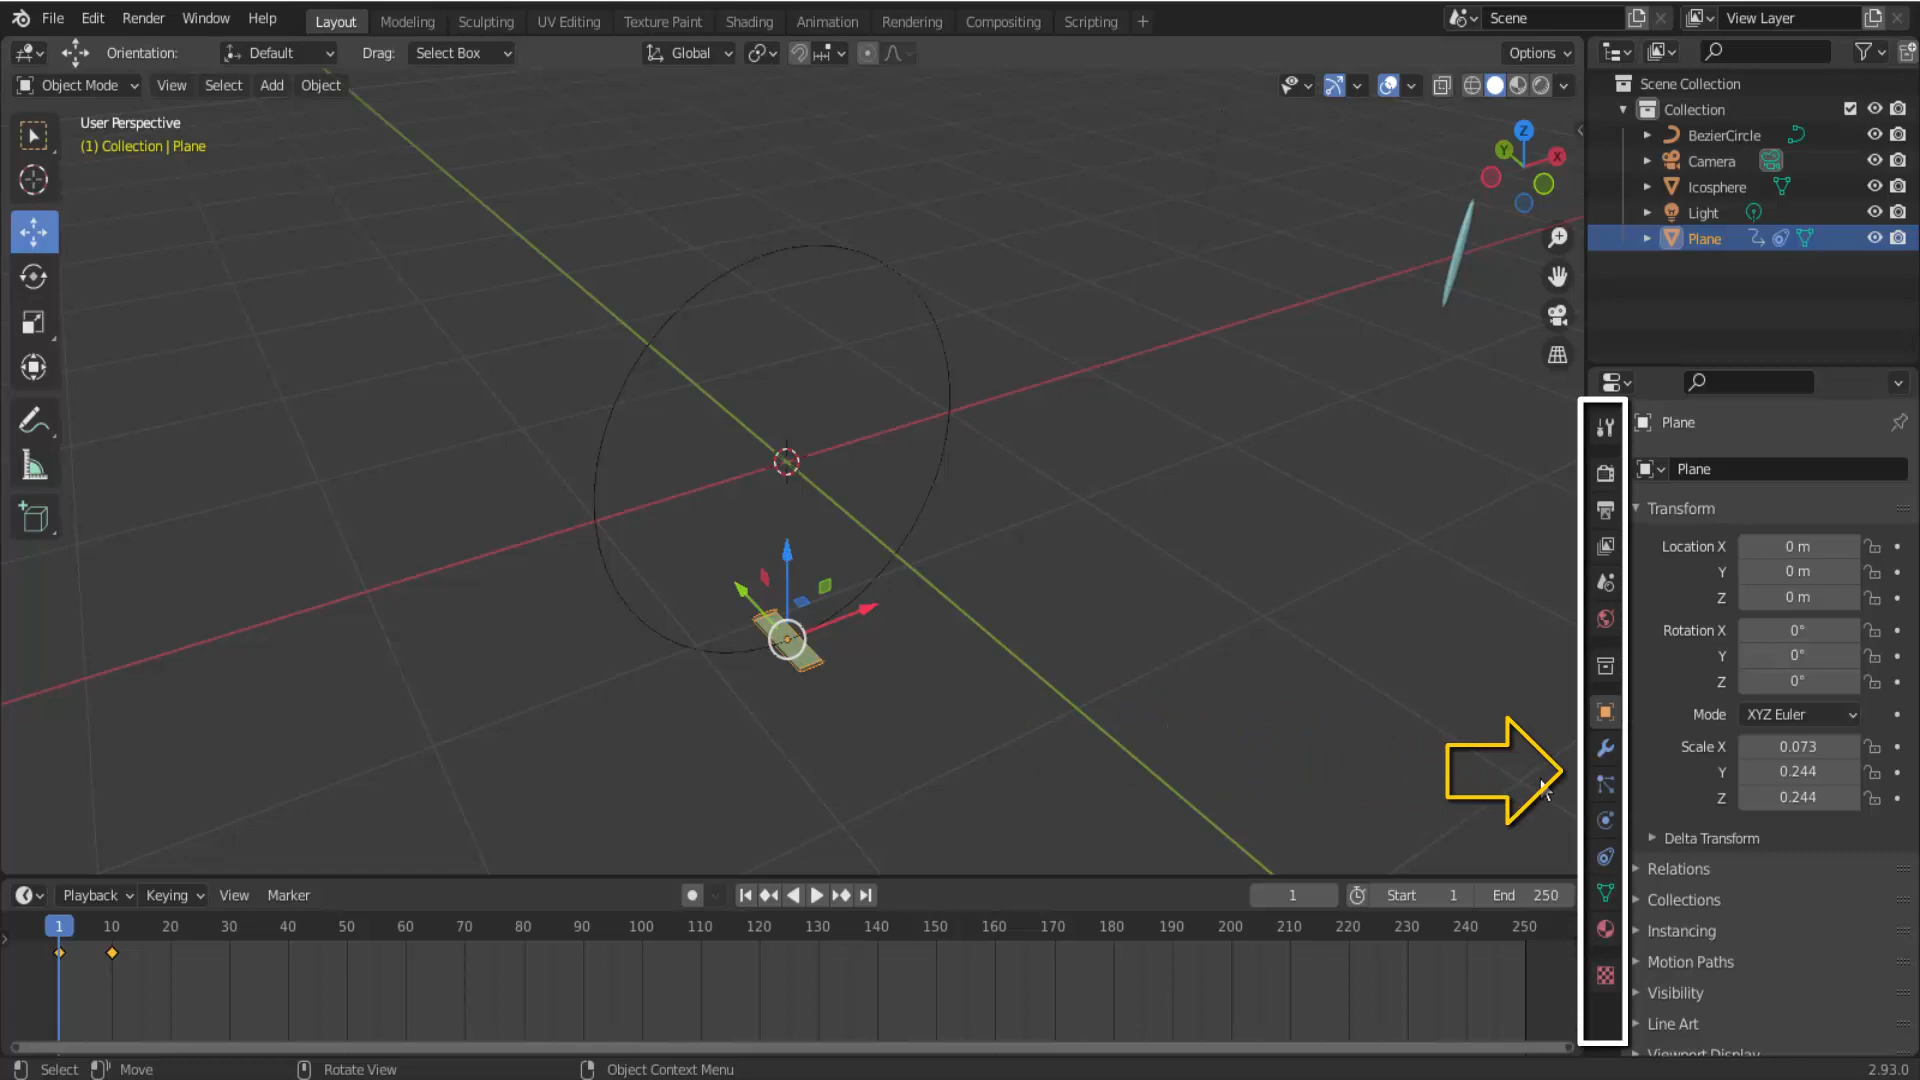 File Edit Render Window Help Layout Modeling Sculpting UV Editing Texture Paint Shading Animation Rendering Compositing Scripting + Scene View Layer
Orientation: Default Drag: Select Box Global Options
Object Mode View Select Add Object
User Perspective
(1) Collection | Plane
Z
Y
X
Scene Collection
Collection
BezierCircle
Camera
Icosphere
Light
Plane
Plane
Plane
Transform
Location X 0 m
Y 0 m
Z 0 m
Rotation X 0°
Y 0°
Z 0°
Mode XYZ Euler
Scale X 0.073
Y 0.244
Z 0.244
Delta Transform
Relations
Collections
Instancing
Motion Paths
Visibility
Line Art
Viewport Display
Playback Keying View Marker 1 Start 1 End 250
1 10 20 30 40 50 60 70 80 90 100 110 120 130 140 150 160 170 180 190 200 210 220 230 240 250
Select Move Rotate View Object Context Menu 2.93.0